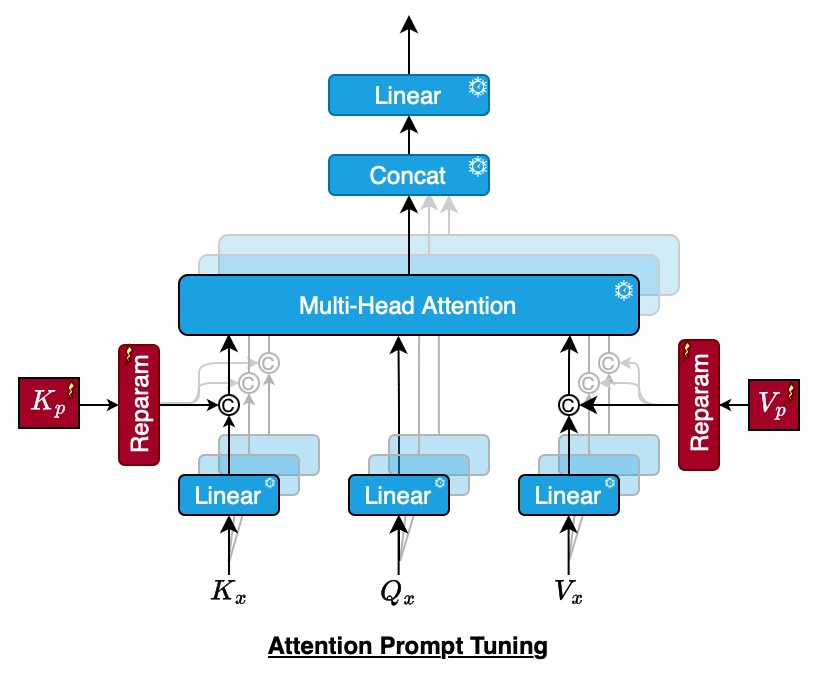 Linear
Concat
Multi-Head Attention
© ©
© ©
K_p Reparam © © Reparam V_p
Linear Linear Linear
K_x Q_x V_x
Attention Prompt Tuning